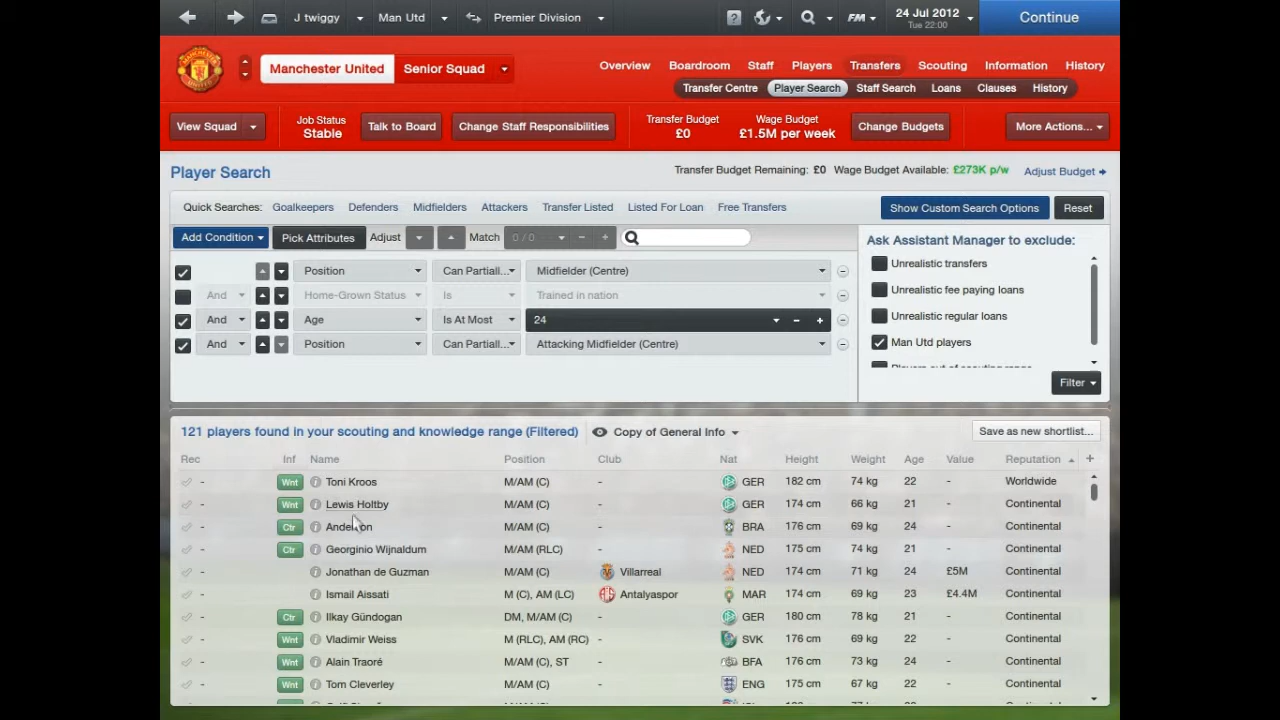 J twiggy Man Utd Premier Division ? FM 24 Jul 2012 Continue
Tue 22:00
Manchester United Senior Squad Overview Boardroom Staff Players Transfers Scouting Information History
Transfer Centre Player Search Staff Search Loans Clauses History
View Squad Job Status Talk to Board Change Staff Responsibilities Transfer Budget Wage Budget Change Budgets More Actions...
Stable £0 £1.5M per week
Player Search Transfer Budget Remaining: £0 Wage Budget Available: £273K p/w Adjust Budget
Quick Searches: Goalkeepers Defenders Midfielders Attackers Transfer Listed Listed For Loan Free Transfers Show Custom Search Options Reset
Add Condition Pick Attributes Adjust Match 0 / 0 Ask Assistant Manager to exclude:
Position Can Partiall... Midfielder (Centre) Unrealistic transfers
And Home-Grown Status Is Trained in nation Unrealistic fee paying loans
And Age Is At Most 24 Unrealistic regular loans
And Position Can Partiall... Attacking Midfielder (Centre) Man Utd players
Filter
121 players found in your scouting and knowledge range (Filtered) Copy of General Info Save as new shortlist...
Rec Inf Name Position Club Nat Height Weight Age Value Reputation +
- Wnt Toni Kroos M/AM (C) - GER 182 cm 74 kg 22 - Worldwide
- Wnt Lewis Holtby M/AM (C) - GER 174 cm 66 kg 21 - Continental
- Ctr Anderson M/AM (C) - BRA 176 cm 69 kg 24 - Continental
- Ctr Georginio Wijnaldum M/AM (RLC) - NED 175 cm 74 kg 21 - Continental
- Jonathan de Guzman M/AM (C) Villarreal NED 174 cm 71 kg 24 £5M Continental
- Ismail Aissati M (C), AM (LC) Antalyaspor MAR 174 cm 69 kg 23 £4.4M Continental
- Ctr Ilkay Gündogan DM, M/AM (C) - GER 180 cm 78 kg 21 - Continental
- Wnt Vladimir Weiss M (RLC), AM (RC) - SVK 176 cm 69 kg 22 - Continental
- Wnt Alain Traoré M/AM (C), ST - BFA 176 cm 73 kg 24 - Continental
- Wnt Tom Cleverley M/AM (C) - ENG 175 cm 67 kg 22 - Continental